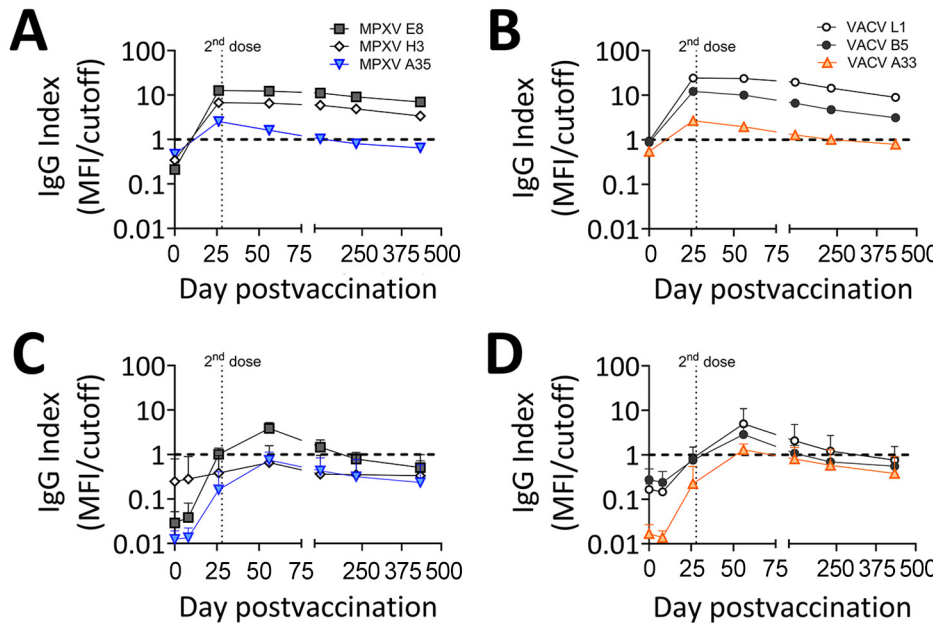 A
MPXV E8
MPXV H3
MPXV A35
2nd dose
100
10
1
0.1
0.01
IgG Index
(MFI/cutoff)
0 25 50 75 250 375 500
Day postvaccination
B
VACV L1
VACV B5
VACV A33
2nd dose
100
10
1
0.1
0.01
IgG Index
(MFI/cutoff)
0 25 50 75 250 375 500
Day postvaccination
C
2nd dose
100
10
1
0.1
0.01
IgG Index
(MFI/cutoff)
0 25 50 75 250 375 500
Day postvaccination
D
2nd dose
100
10
1
0.1
0.01
IgG Index
(MFI/cutoff)
0 25 50 75 250 375 500
Day postvaccination